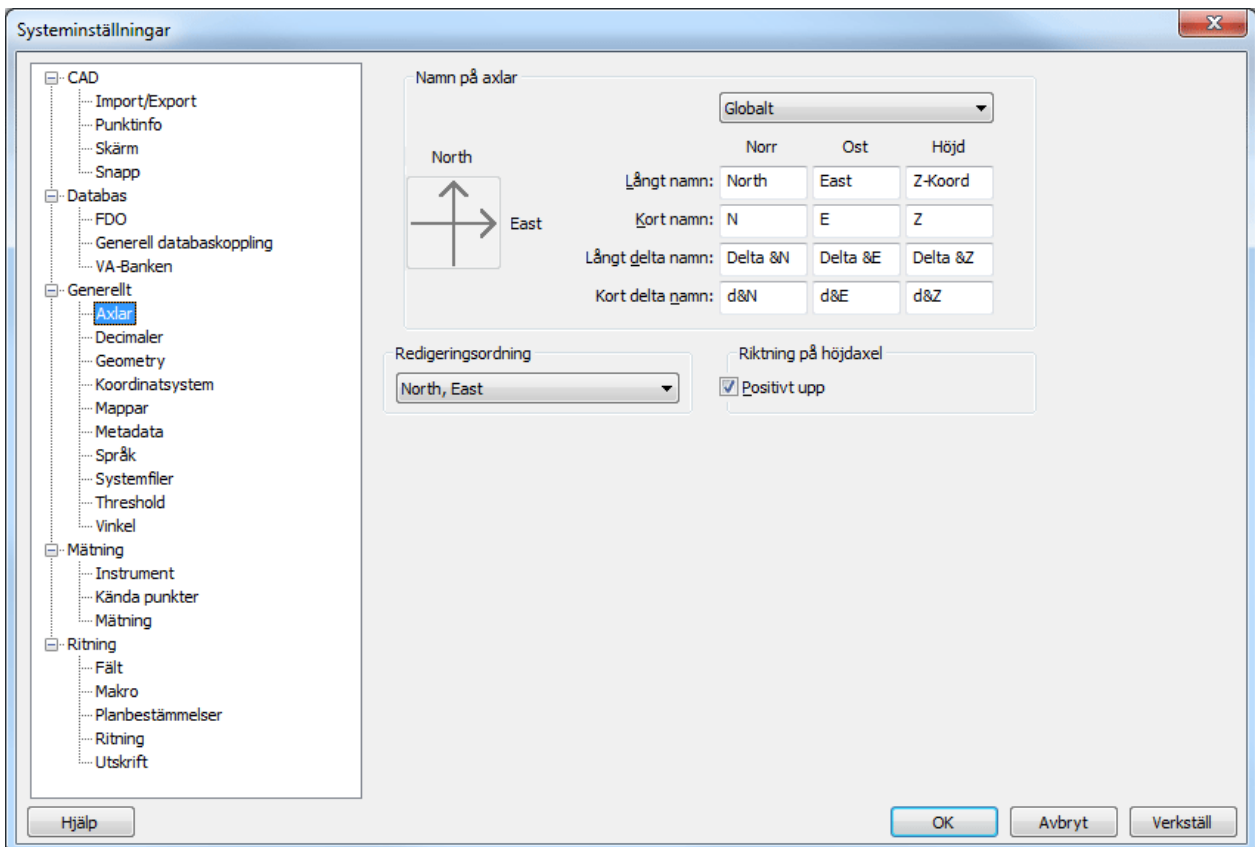 Systeminställningar
CAD
Import/Export
Punktinfo
Skärm
Snapp
Databas
FDO
Generell databaskoppling
VA-Banken
Generellt
Axlar
Decimaler
Geometry
Koordinatsystem
Mappar
Metadata
Språk
Systemfiler
Threshold
Vinkel
Mätning
Instrument
Kända punkter
Mätning
Ritning
Fält
Makro
Planbestämmelser
Ritning
Utskrift
Namn på axlar
Globalt
Norr Ost Höjd
North
East
Långt namn: North East Z-Koord
Kort namn: N E Z
Långt delta namn: Delta &N Delta &E Delta &Z
Kort delta namn: d&N d&E d&Z
Redigeringsordning
North, East
Riktning på höjdaxel
Positivt upp
Hjälp OK Avbryt Verkställ